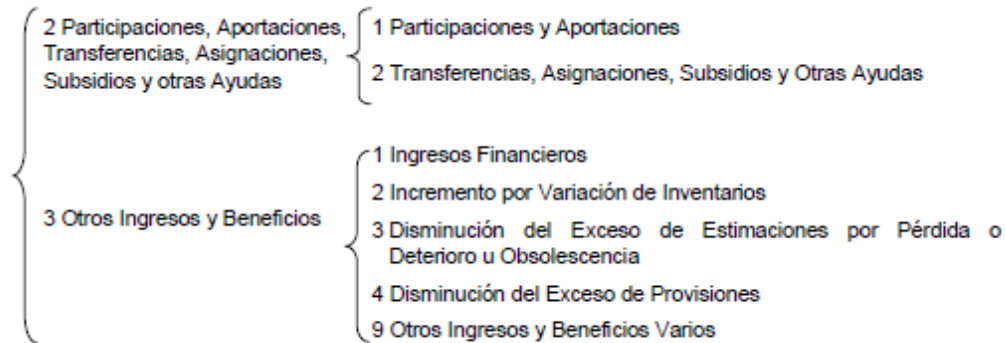 2 Participaciones, Aportaciones,
Transferencias, Asignaciones,
Subsidios y otras Ayudas
1 Participaciones y Aportaciones
2 Transferencias, Asignaciones, Subsidios y Otras Ayudas
3 Otros Ingresos y Beneficios
1 Ingresos Financieros
2 Incremento por Variación de Inventarios
3 Disminución del Exceso de Estimaciones por Pérdida o
Deterioro u Obsolescencia
4 Disminución del Exceso de Provisiones
9 Otros Ingresos y Beneficios Varios